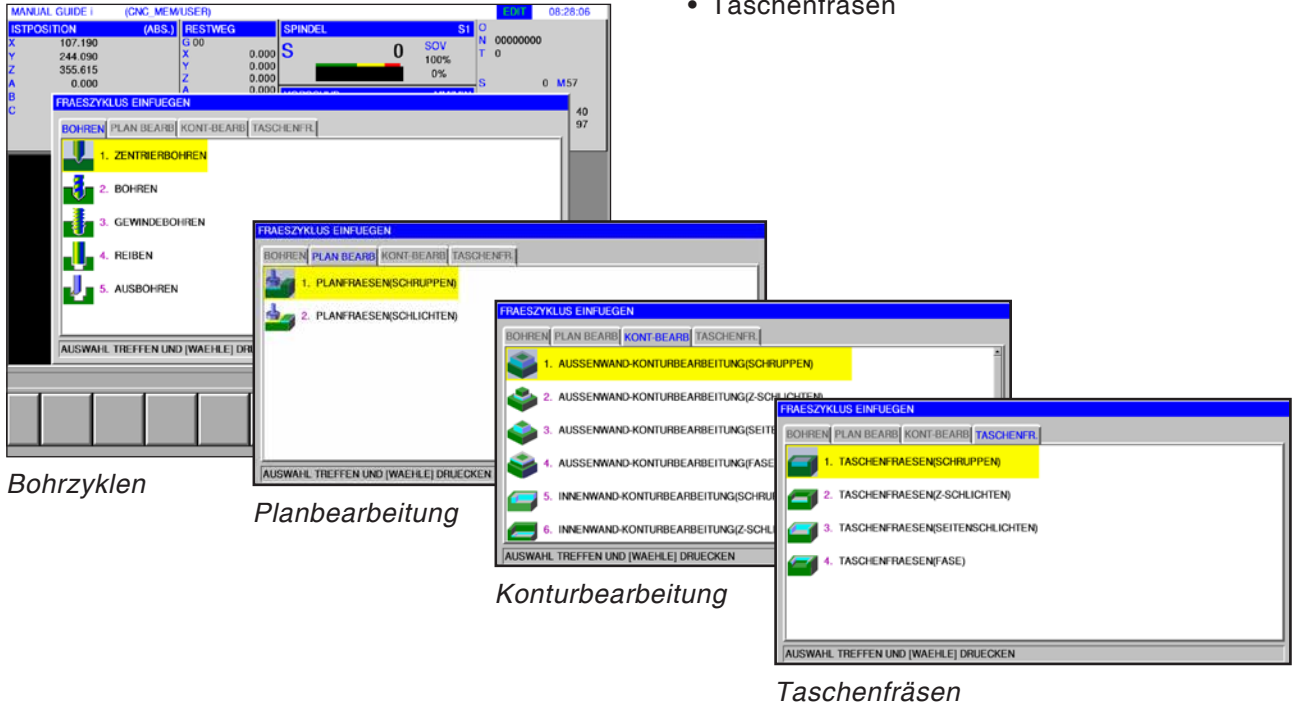 • Taschenfräsen
MANUAL GUIDE i (CNC_MEM/USER) EDIT 08:28:06
ISTPOSITION (ABS.) RESTWEG SPINDEL S1 O
X 107.190 G 00 N 00000000
Y 244.090 X 0.000 S 0 SOV T 0
Z 355.615 Y 0.000 100%
A 0.000 Z 0.000 0% S 0 M57
B A 0.000
C 40
97
FRAESZYKLUS EINFUEGEN
BOHREN PLAN BEARB KONT-BEARB TASCHENFR.
1. ZENTRIERBOHREN
2. BOHREN
3. GEWINDEBOHREN
4. REIBEN
5. AUSBOHREN
AUSWAHL TREFFEN UND [WAEHLE]
Bohrzyklen
FRAESZYKLUS EINFUEGEN
BOHREN PLAN BEARB KONT-BEARB TASCHENFR.
1. PLANFRAESEN(SCHRUPPEN)
2. PLANFRAESEN(SCHLICHTEN)
AUSWAHL TREFFEN UND [WAEHLE] DRUECKEN
Planbearbeitung
FRAESZYKLUS EINFUEGEN
BOHREN PLAN BEARB KONT-BEARB TASCHENFR.
1. AUSSENWAND-KONTURBEARBEITUNG(SCHRUPPEN)
2. AUSSENWAND-KONTURBEARBEITUNG(Z-SCHLICHTEN)
3. AUSSENWAND-KONTURBEARBEITUNG(SEITE
4. AUSSENWAND-KONTURBEARBEITUNG(FASE
5. INNENWAND-KONTURBEARBEITUNG(SCHRU
6. INNENWAND-KONTURBEARBEITUNG(Z-SCHLI
AUSWAHL TREFFEN UND [WAEHLE] DRUECKEN
Konturbearbeitung
FRAESZYKLUS EINFUEGEN
BOHREN PLAN BEARB KONT-BEARB TASCHENFR.
1. TASCHENFRAESEN(SCHRUPPEN)
2. TASCHENFRAESEN(Z-SCHLICHTEN)
3. TASCHENFRAESEN(SEITENSCHLICHTEN)
4. TASCHENFRAESEN(FASE)
AUSWAHL TREFFEN UND [WAEHLE] DRUECKEN
Taschenfräsen